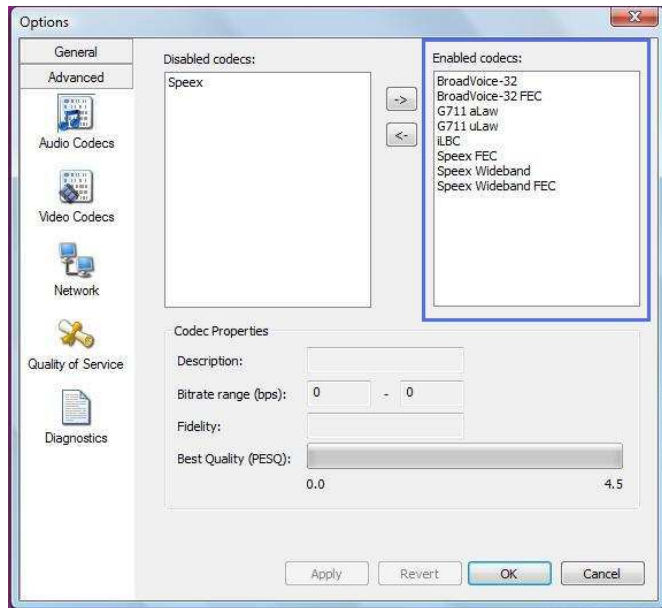 Options
General
Advanced
Audio Codecs
Video Codecs
Network
Quality of Service
Diagnostics
Disabled codecs:
Speex
->
<-
Enabled codecs:
BroadVoice-32
BroadVoice-32 FEC
G711 aLaw
G711 uLaw
iLBC
Speex FEC
Speex Wideband
Speex Wideband FEC
Codec Properties
Description:
Bitrate range (bps): 0 - 0
Fidelity:
Best Quality (PESQ):
0.0 4.5
Apply Revert OK Cancel